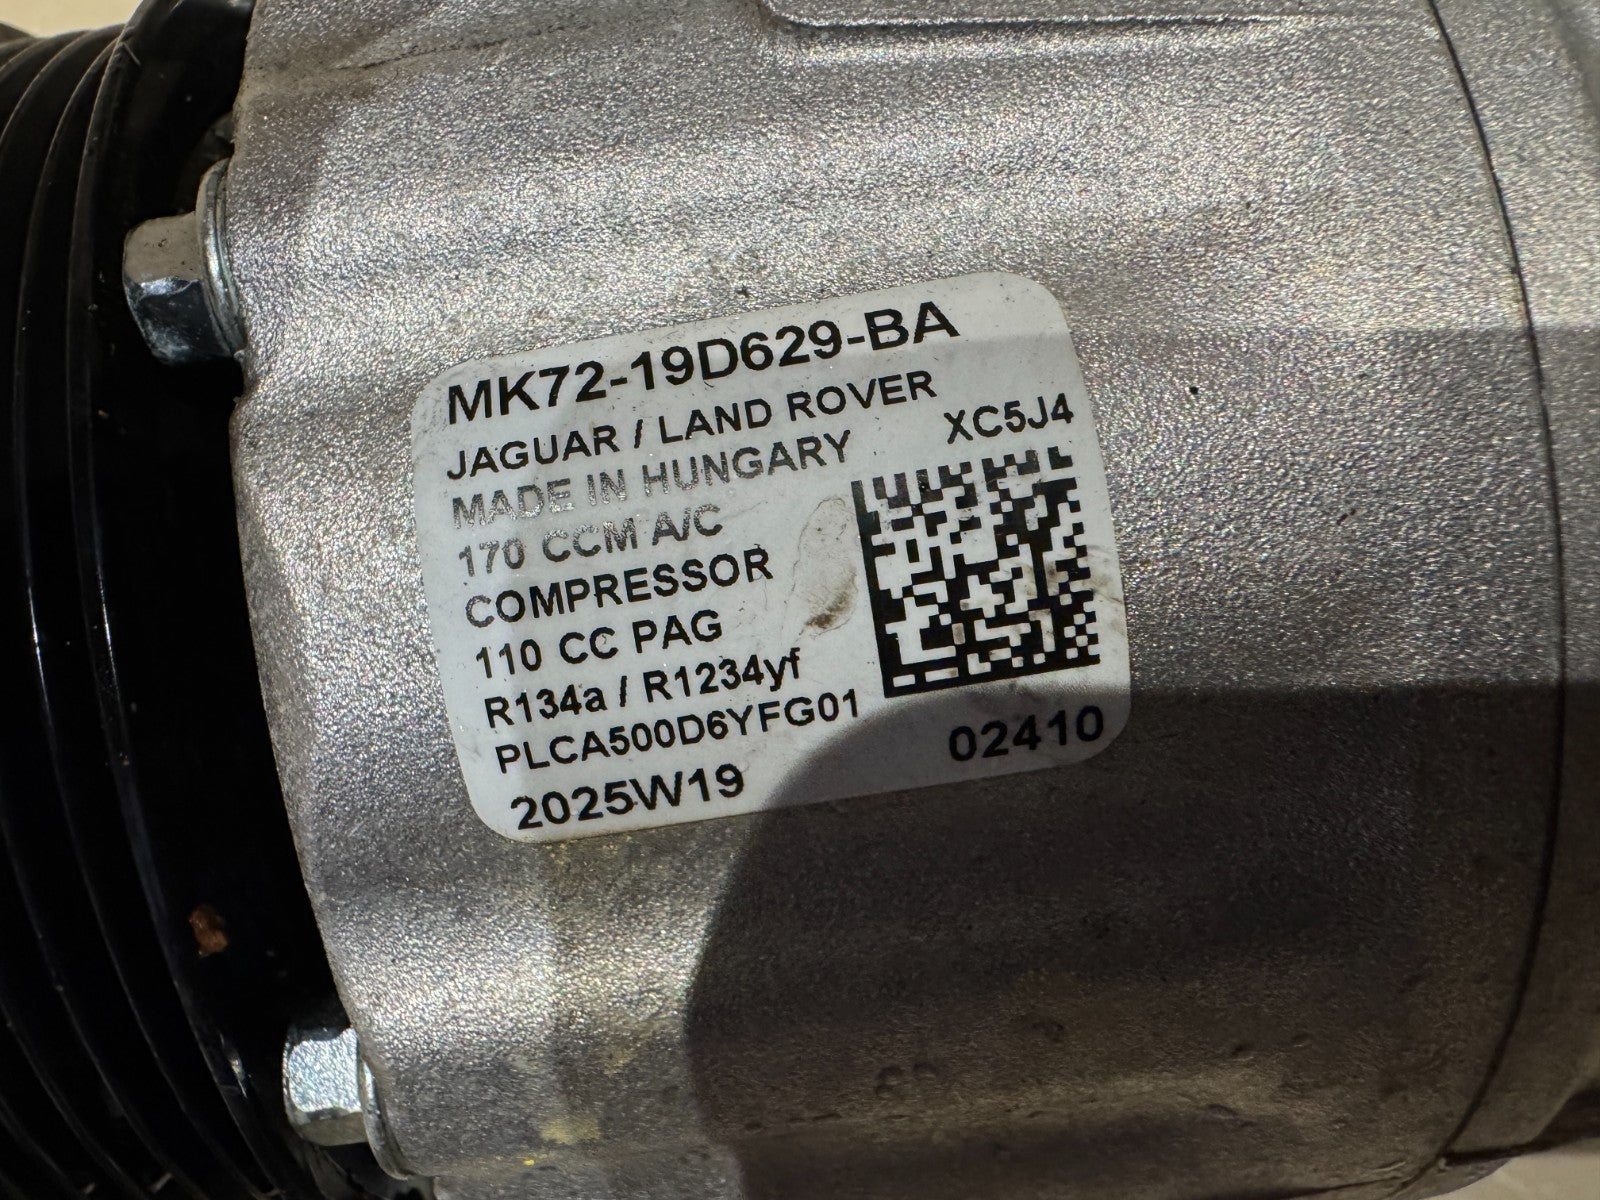 MK72-19D629-BA
JAGUAR / LAND ROVER
XC5J4
MADE IN HUNGARY
170 CCM A/C
COMPRESSOR
110 CC PAG
R134a / R1234yf
PLCA500D6YFG01
2025W19
02410